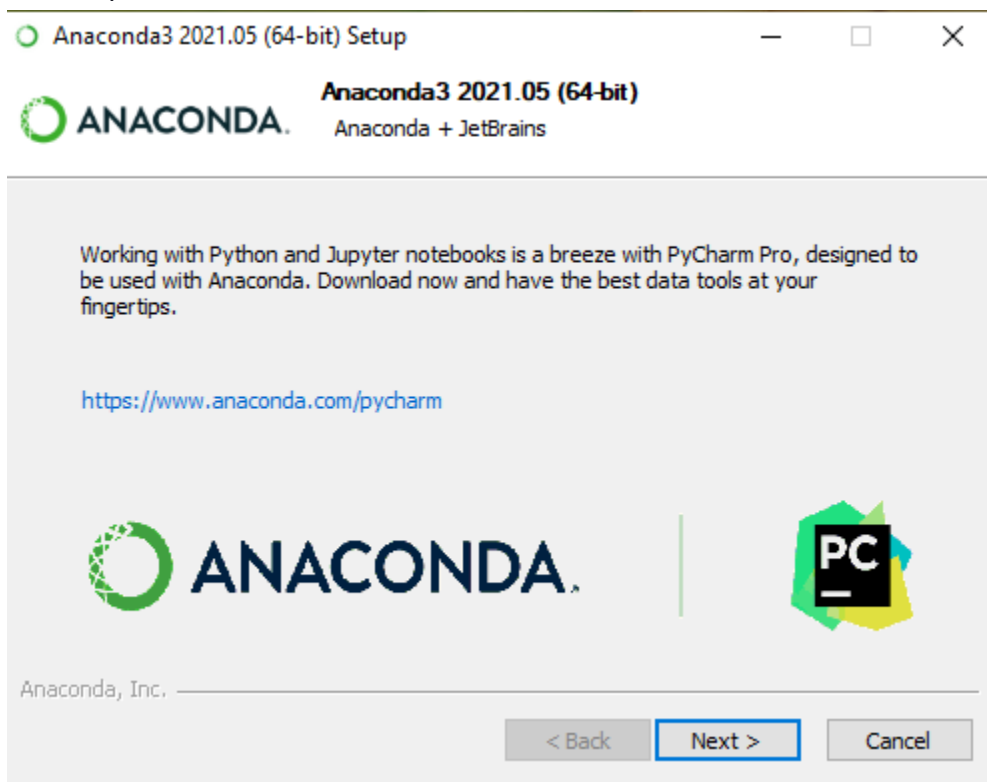 Anaconda3 2021.05 (64-bit) Setup
ANACONDA.
Anaconda3 2021.05 (64-bit)
Anaconda + JetBrains
Working with Python and Jupyter notebooks is a breeze with PyCharm Pro, designed to
be used with Anaconda. Download now and have the best data tools at your
fingertips.
https://www.anaconda.com/pycharm
ANACONDA.
PC
Anaconda, Inc.
< Back Next > Cancel